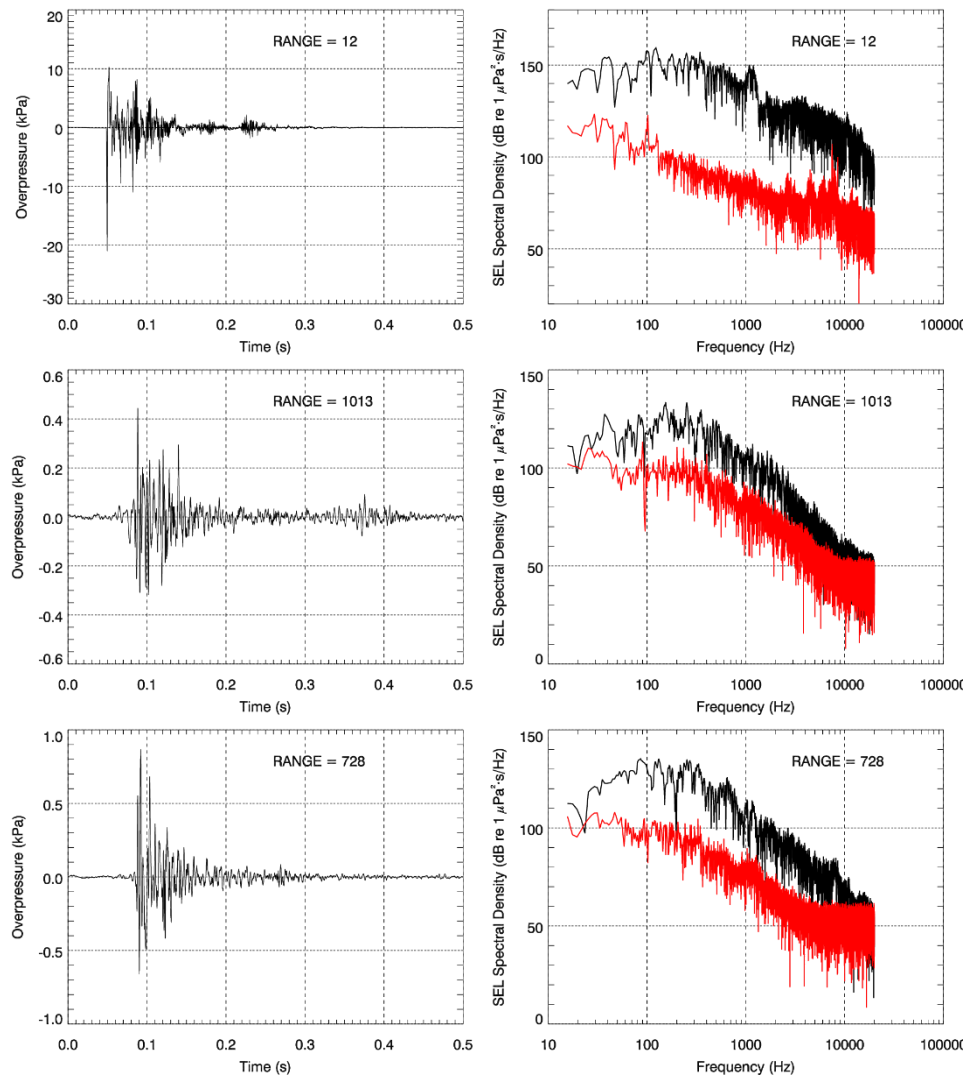 RANGE = 12
Overpressure (kPa)
20
10
0
-10
-20
-30
0.0 0.1 0.2 0.3 0.4 0.5
Time (s)
RANGE = 12
SEL Spectral Density (dB re 1 μPa²·s/Hz)
150
100
50
10 100 1000 10000 100000
Frequency (Hz)
RANGE = 1013
Overpressure (kPa)
0.6
0.4
0.2
0.0
-0.2
-0.4
-0.6
0.0 0.1 0.2 0.3 0.4 0.5
Time (s)
RANGE = 1013
SEL Spectral Density (dB re 1 μPa²·s/Hz)
150
100
50
0
10 100 1000 10000 100000
Frequency (Hz)
RANGE = 728
Overpressure (kPa)
1.0
0.5
0.0
-0.5
-1.0
0.0 0.1 0.2 0.3 0.4 0.5
Time (s)
RANGE = 728
SEL Spectral Density (dB re 1 μPa²·s/Hz)
150
100
50
0
10 100 1000 10000 100000
Frequency (Hz)